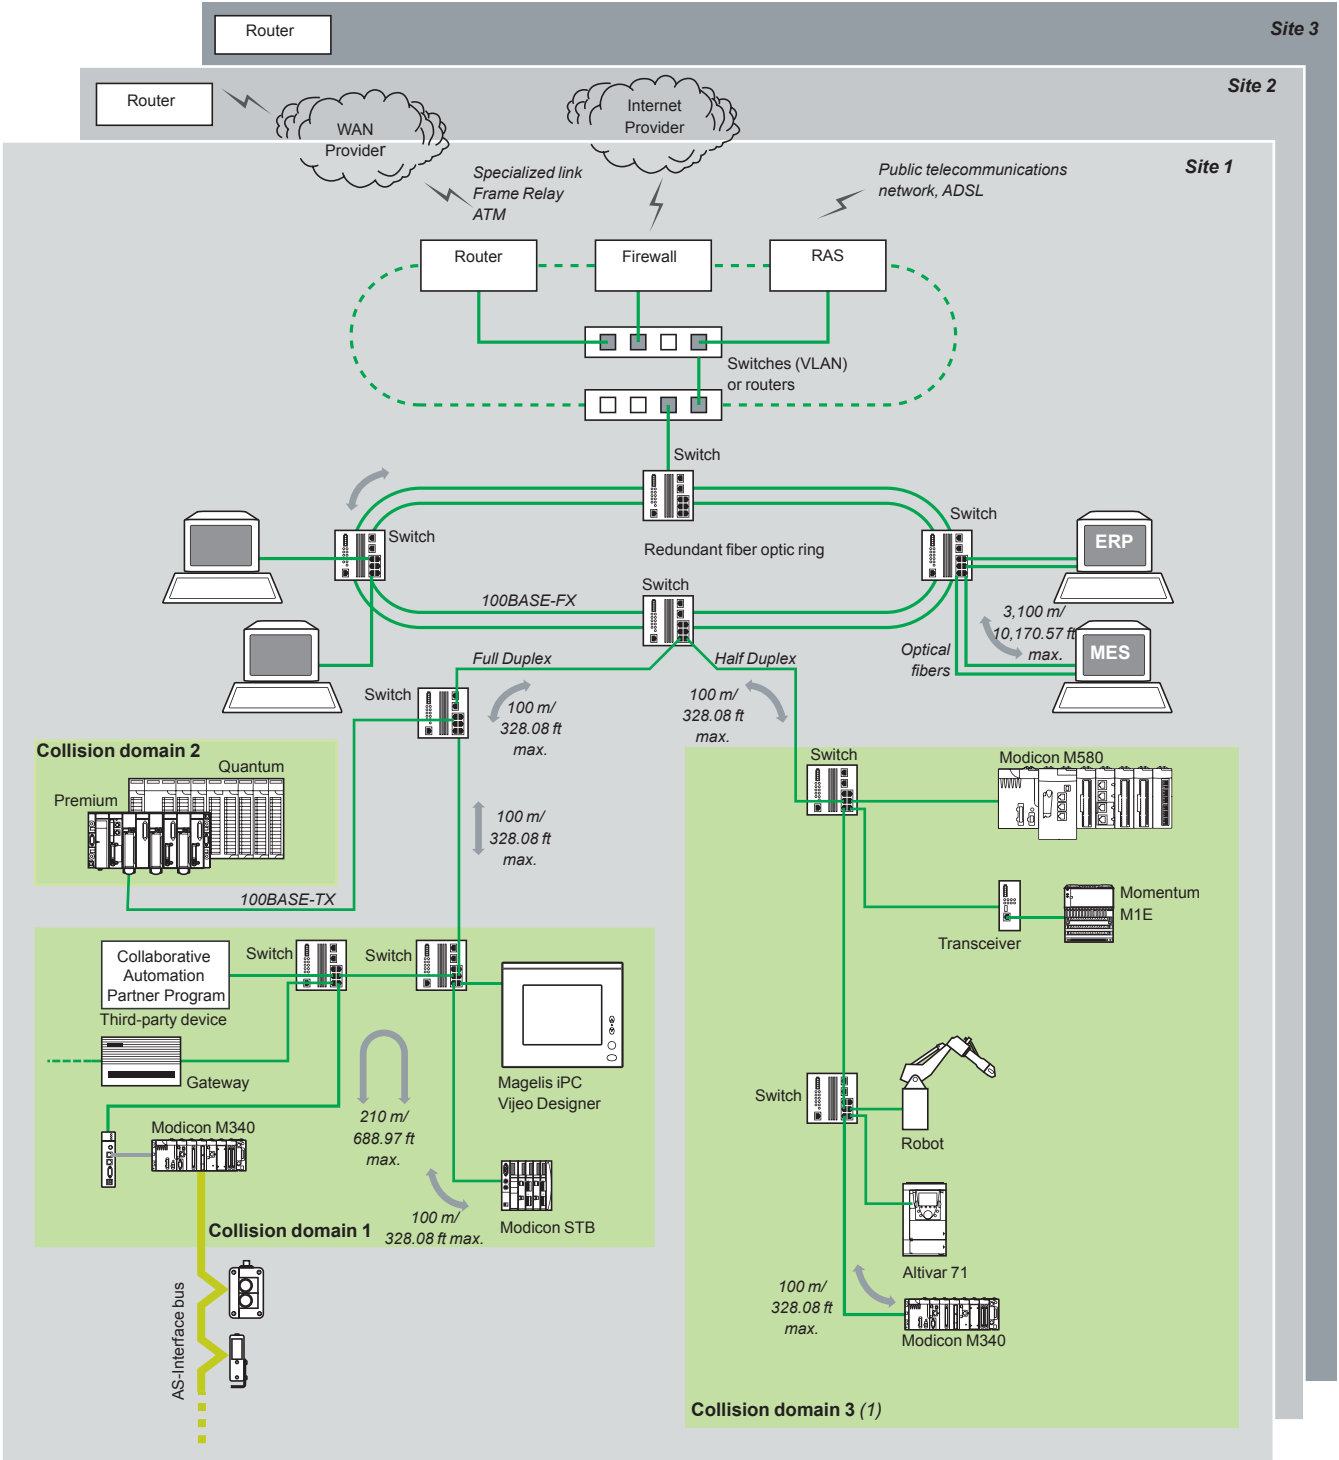 Router
Site 3
Router
Site 2
WAN
Provider
Internet
Provider
Site 1
Specialized link
Frame Relay
ATM
Public telecommunications
network, ADSL
Router
Firewall
RAS
Switches (VLAN)
or routers
Switch
Switch
Switch
Redundant fiber optic ring
ERP
Switch
100BASE-FX
3,100 m/
10,170.57 ft
max.
MES
Optical
fibers
Full Duplex
Half Duplex
Switch
100 m/
328.08 ft
max.
100 m/
328.08 ft
max.
Collision domain 2
Quantum
Premium
Switch
Modicon M580
100 m/
328.08 ft
max.
100BASE-TX
Momentum
M1E
Transceiver
Collaborative
Automation
Partner Program
Switch
Switch
Third-party device
Gateway
Magelis iPC
Vijeo Designer
Switch
Robot
Modicon M340
210 m/
688.97 ft
max.
100 m/
328.08 ft max.
Modicon STB
Collision domain 1
Altivar 71
AS-Interface bus
100 m/
328.08 ft
max.
Modicon M340
Collision domain 3 (1)